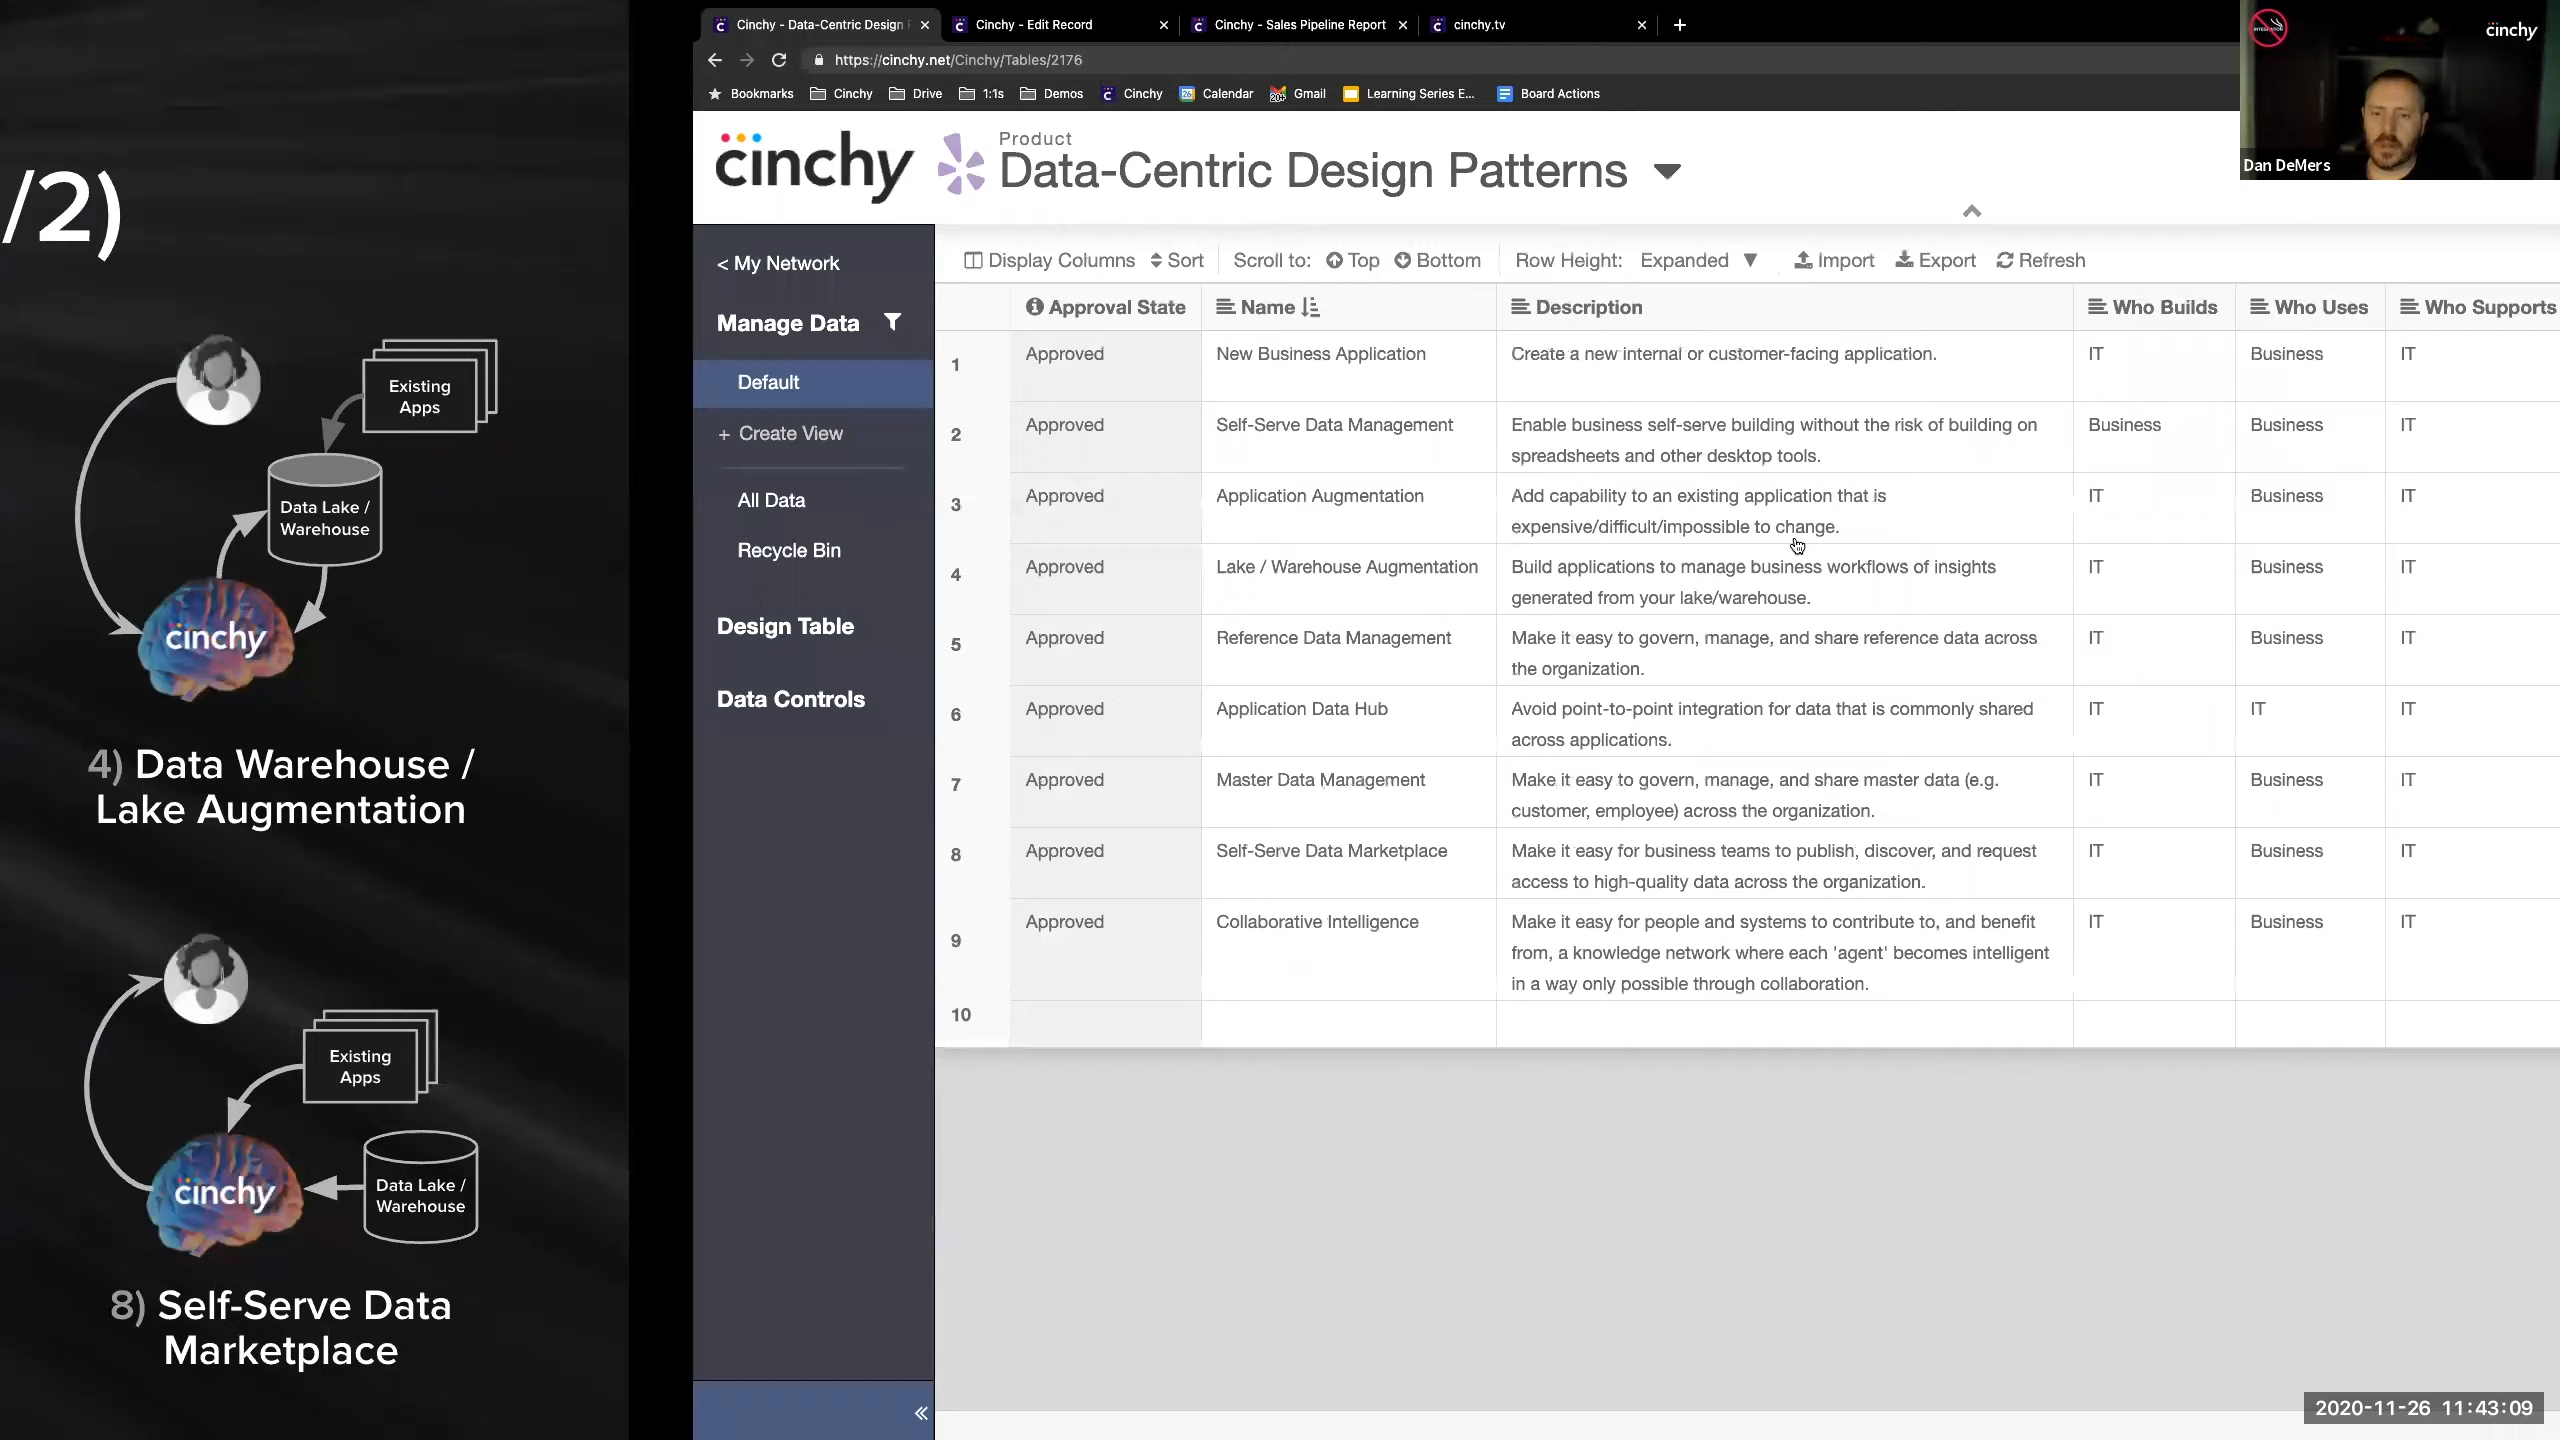 /2)
Existing
Apps
Data Lake /
Warehouse
cinchy
4) Data Warehouse /
Lake Augmentation
Existing
Apps
cinchy
Data Lake /
Warehouse
8) Self-Serve Data
Marketplace
Cinchy - Data-Centric Design
Cinchy - Edit Record
Cinchy - Sales Pipeline Report
cinchy.tv
https://cinchy.net/Cinchy/Tables/2176
Bookmarks Cinchy Drive 1:1s Demos Cinchy Calendar Gmail Learning Series E... Board Actions
cinchy
Product
Data-Centric Design Patterns
< My Network
Manage Data
Default
+ Create View
All Data
Recycle Bin
Design Table
Data Controls
Display Columns Sort Scroll to: Top Bottom Row Height: Expanded Import Export Refresh
Approval State Name Description Who Builds Who Uses Who Supports
1 Approved New Business Application Create a new internal or customer-facing application. IT Business IT
2 Approved Self-Serve Data Management Enable business self-serve building without the risk of building on Business Business IT
spreadsheets and other desktop tools.
3 Approved Application Augmentation Add capability to an existing application that is IT Business IT
expensive/difficult/impossible to change.
4 Approved Lake / Warehouse Augmentation Build applications to manage business workflows of insights IT Business IT
generated from your lake/warehouse.
5 Approved Reference Data Management Make it easy to govern, manage, and share reference data across IT Business IT
the organization.
6 Approved Application Data Hub Avoid point-to-point integration for data that is commonly shared IT IT IT
across applications.
7 Approved Master Data Management Make it easy to govern, manage, and share master data (e.g. IT Business IT
customer, employee) across the organization.
8 Approved Self-Serve Data Marketplace Make it easy for business teams to publish, discover, and request IT Business IT
access to high-quality data across the organization.
9 Approved Collaborative Intelligence Make it easy for people and systems to contribute to, and benefit IT Business IT
from, a knowledge network where each 'agent' becomes intelligent
in a way only possible through collaboration.
10
cinchy
Dan DeMers
2020-11-26 11:43:09